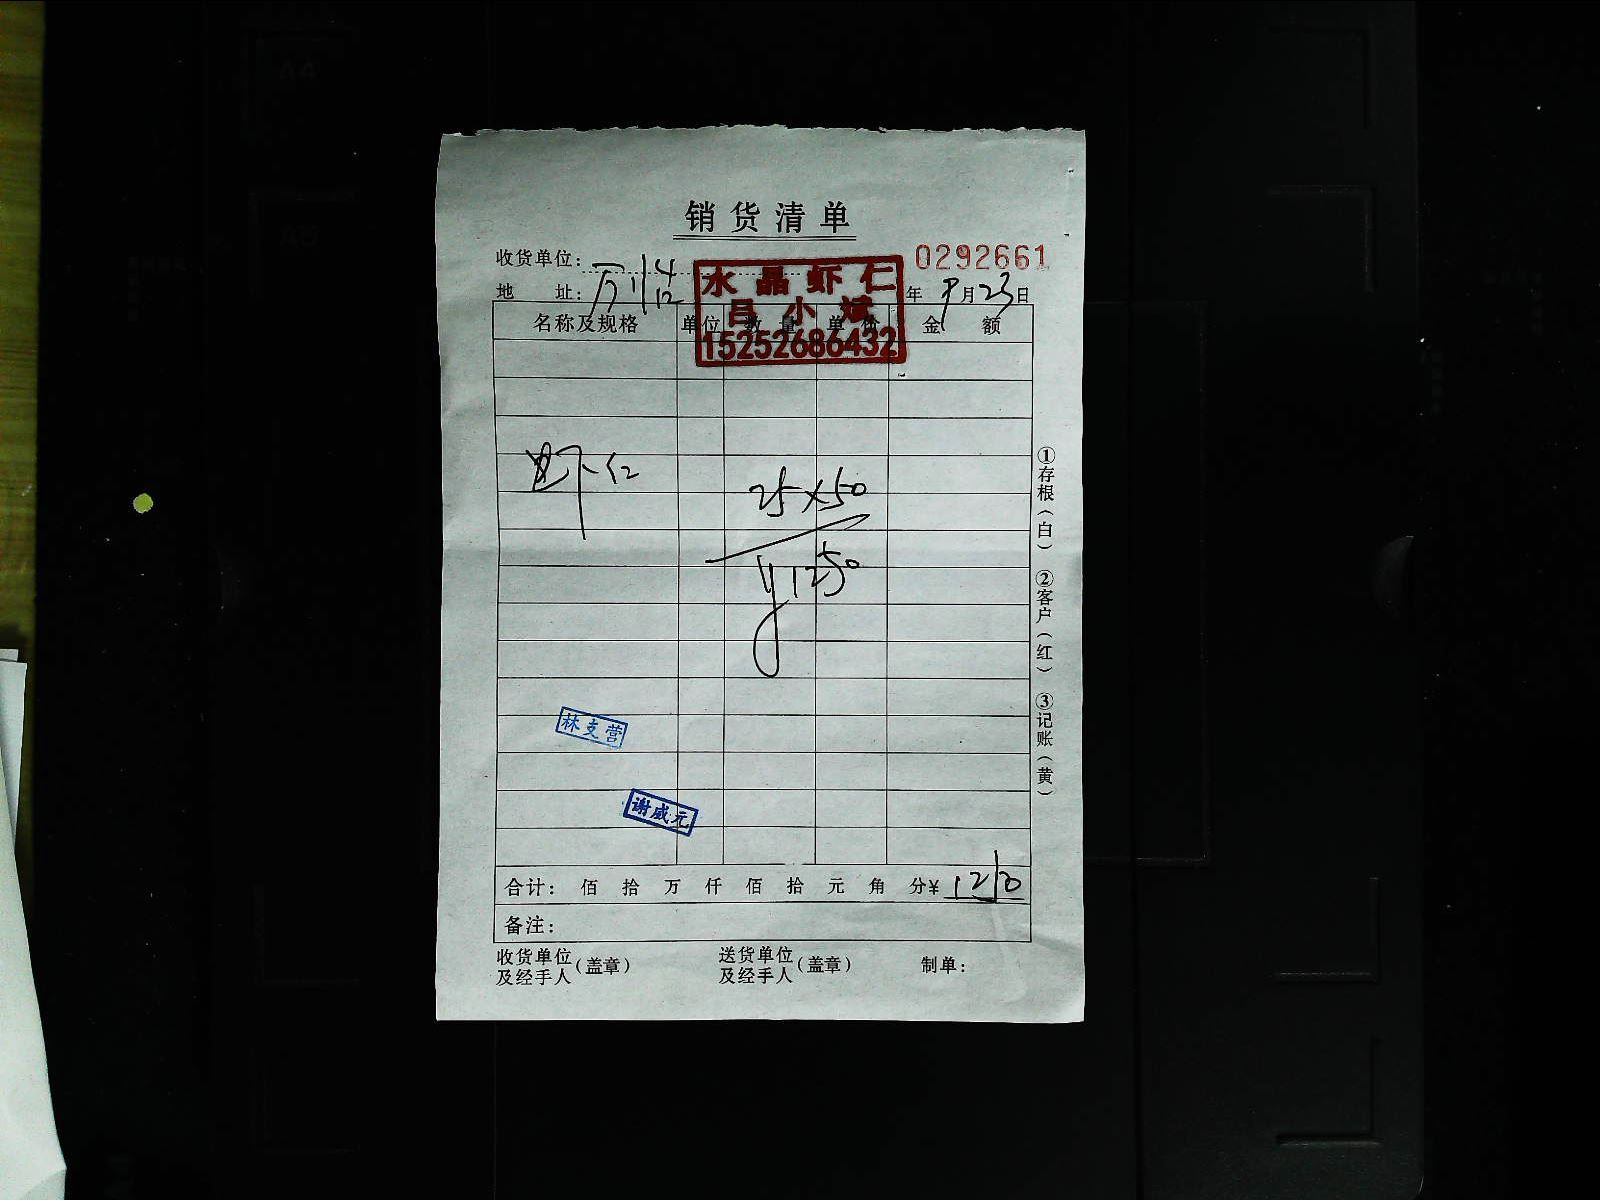 销货清单
收货单位:
0292661
地 址:
年 9月23日
水晶虾仁
吕小斌
15252686432
名称及规格 单位 数量 单价 金额
虾仁
25×50
¥1250
林支营
谢威元
合计: 佰 拾 万 仟 佰 拾 元 角 分¥ 1250
备注:
收货单位及经手人(盖章)
送货单位及经手人(盖章)
制单:
①存根(白) ②客户(红) ③记账(黄)